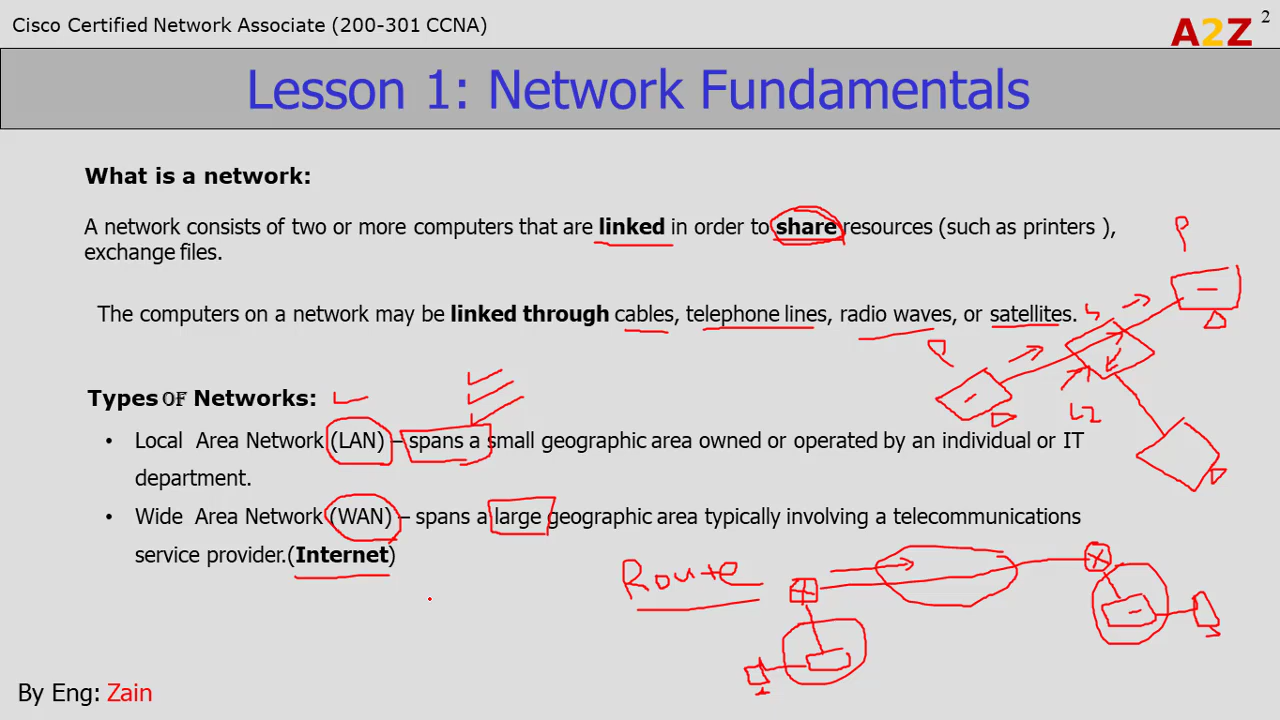 Cisco Certified Network Associate (200-301 CCNA)
A2Z
2
Lesson 1: Network Fundamentals
What is a network:
A network consists of two or more computers that are linked in order to share resources (such as printers ),
exchange files.
The computers on a network may be linked through cables, telephone lines, radio waves, or satellites.
Types OF Networks:
• Local Area Network (LAN) – spans a small geographic area owned or operated by an individual or IT
department.
• Wide Area Network (WAN) – spans a large geographic area typically involving a telecommunications
service provider.(Internet)
P
L2
Route
By Eng: Zain